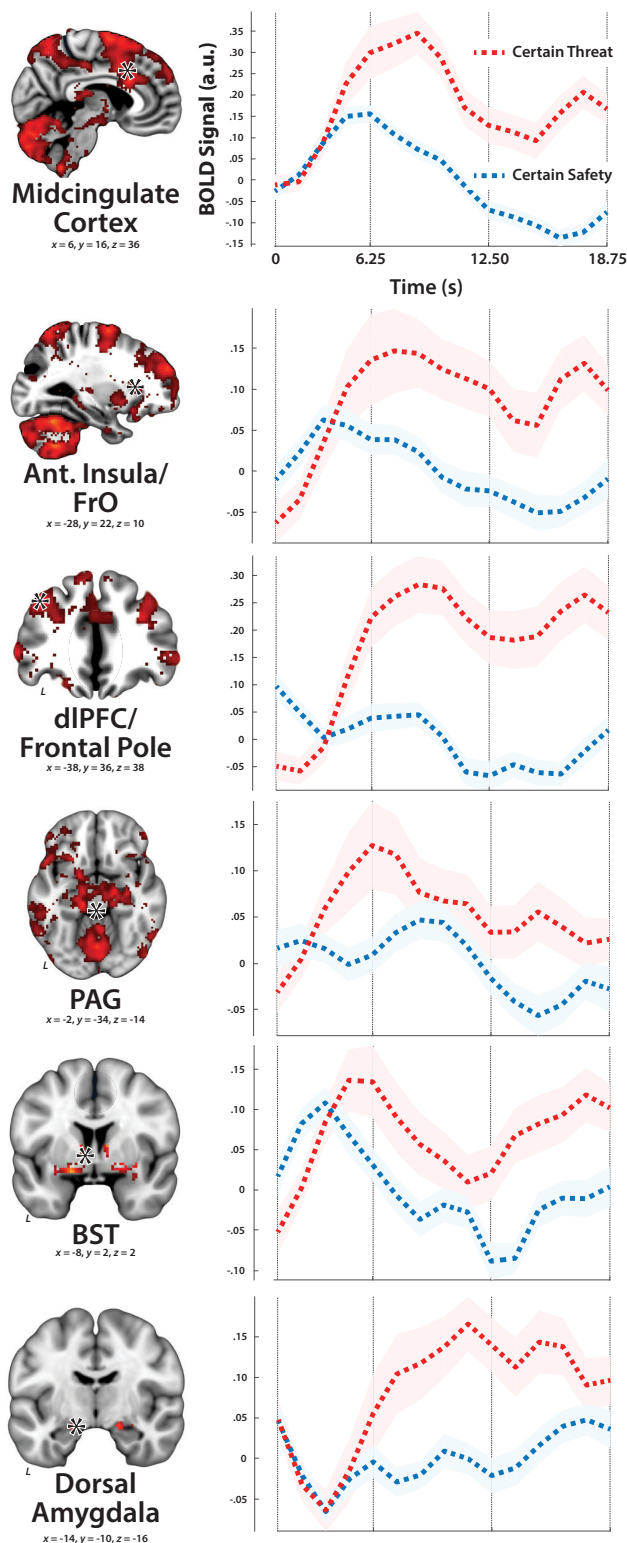 Midcingulate
Cortex
x = 6, y = 16, z = 36
BOLD Signal (a.u.)
.35
.30
.25
.20
.15
.10
.05
0
-.05
-.10
-.15
Certain Threat
Certain Safety
0 6.25 12.50 18.75
Time (s)
Ant. Insula/
FrO
x = -28, y = 22, z = 10
.15
.10
.05
0
-.05
L
dlPFC/
Frontal Pole
x = -38, y = 36, z = 38
.30
.25
.20
.15
.10
.05
0
-.05
L
PAG
x = -2, y = -34, z = -14
.15
.10
.05
0
-.05
L
BST
x = -8, y = 2, z = 2
.15
.10
.05
0
-.05
-.10
L
Dorsal
Amygdala
x = -14, y = -10, z = -16
.15
.10
.05
0
-.05